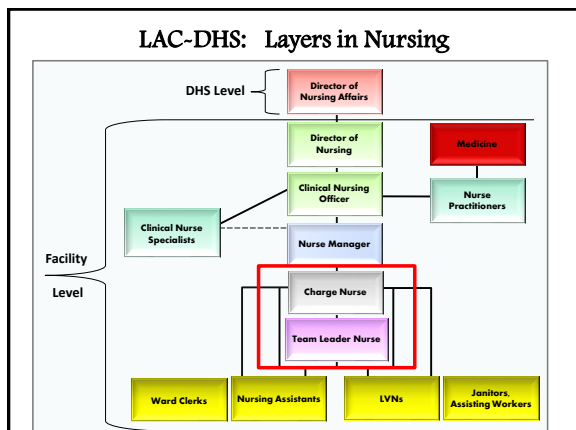 LAC-DHS: Layers in Nursing
DHS Level
Director of
Nursing Affairs
Director of
Nursing
Medicine
Clinical Nursing
Officer
Nurse
Practitioners
Clinical Nurse
Specialists
Nurse Manager
Facility
Level
Charge Nurse
Team Leader Nurse
Ward Clerks
Nursing Assistants
LVNs
Janitors,
Assisting Workers